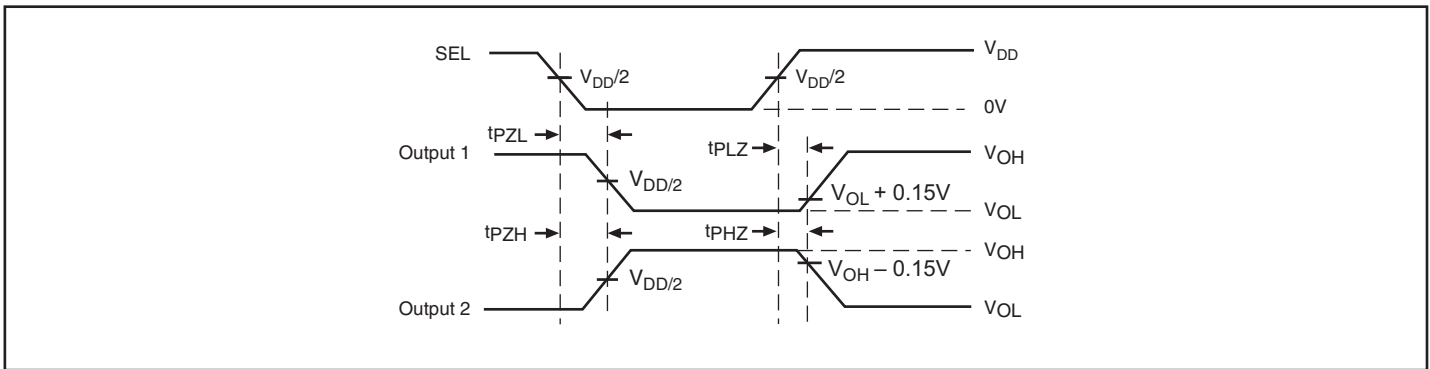 SEL
V_DD/2
V_DD/2
V_DD
0V
tPZL
tPLZ
Output 1
V_DD/2
V_OH
V_OL + 0.15V
V_OL
tPZH
tPHZ
V_OH
V_OH – 0.15V
V_DD/2
Output 2
V_OL